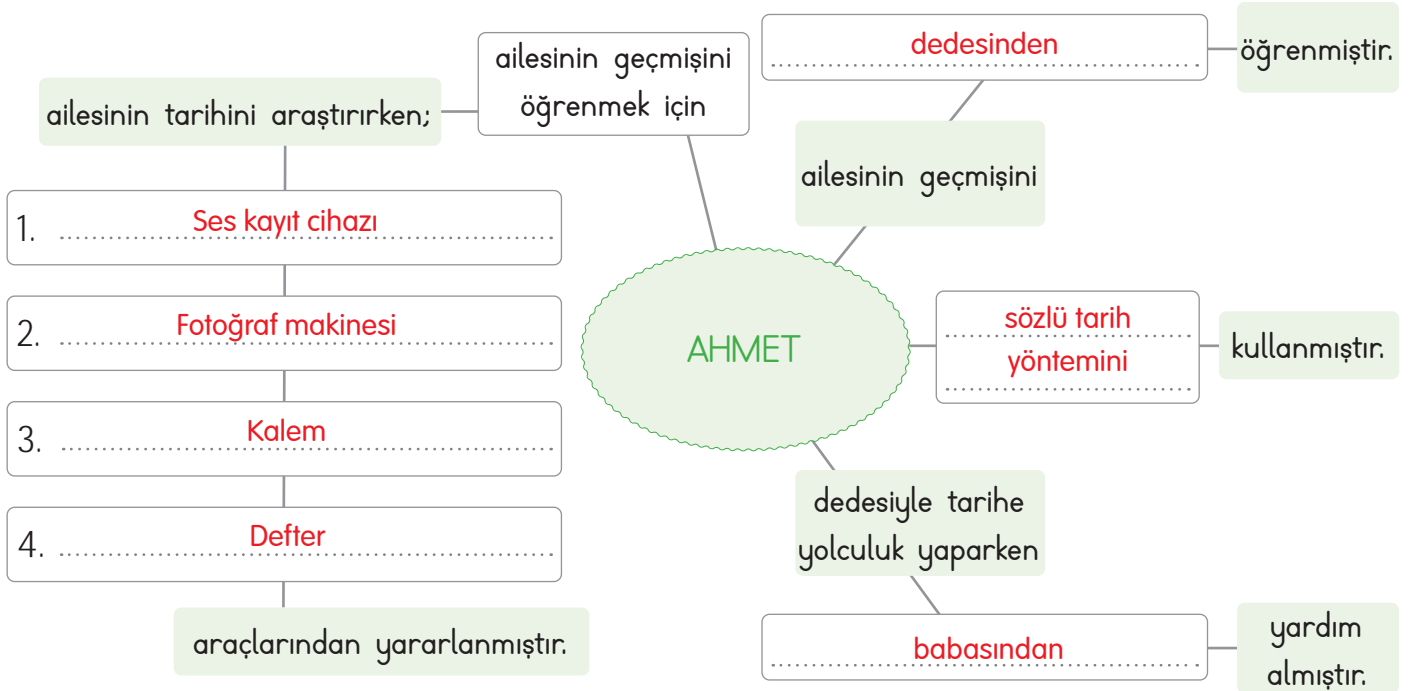 ailesinin geçmişini
öğrenmek için
ailesinin tarihini araştırırken;
1. Ses kayıt cihazı
2. Fotoğraf makinesi
3. Kalem
4. Defter
araçlarından yararlanmıştır.
AHMET
ailesinin geçmişini
dedesinden
öğrenmiştir.
sözlü tarih
yöntemini
kullanmıştır.
dedesiyle tarihe
yolculuk yaparken
babasından
yardım
almıştır.